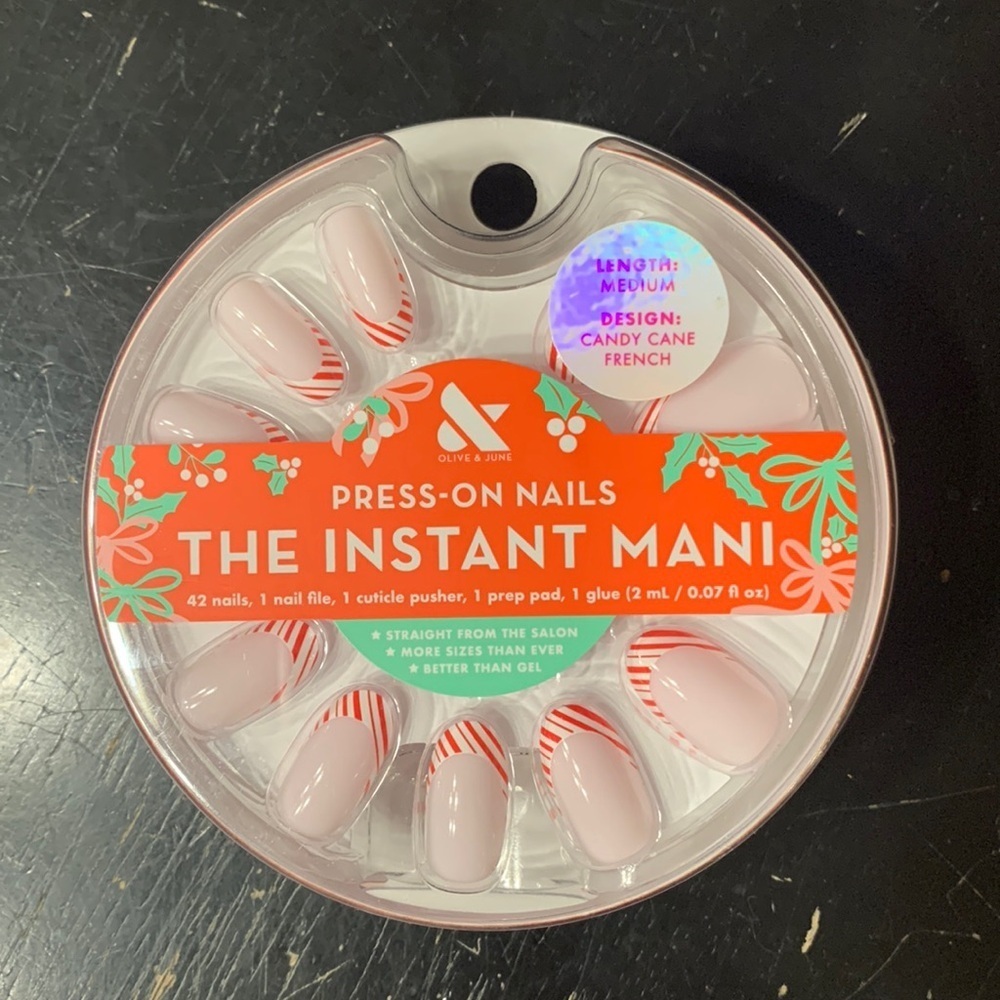 LENGTH:
MEDIUM
DESIGN:
CANDY CANE
FRENCH
OLIVE & JUNE
PRESS-ON NAILS
THE INSTANT MANI
42 nails, 1 nail file, 1 cuticle pusher, 1 prep pad, 1 glue (2 mL / 0.07 fl oz)
★ STRAIGHT FROM THE SALON
★ MORE SIZES THAN EVER
★ BETTER THAN GEL